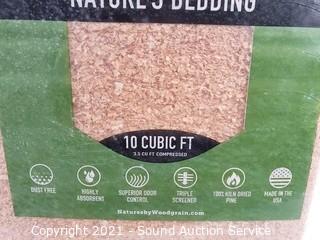 NATURE'S BEDDING
10 CUBIC FT
3.3 CU FT COMPRESSED
DUST FREE
HIGHLY ABSORBENT
SUPERIOR ODOR CONTROL
TRIPLE SCREENED
100% KILN DRIED PINE
MADE IN THE USA
NaturesbyWoodgrain.com
Copyright 2021 - Sound Auction Service